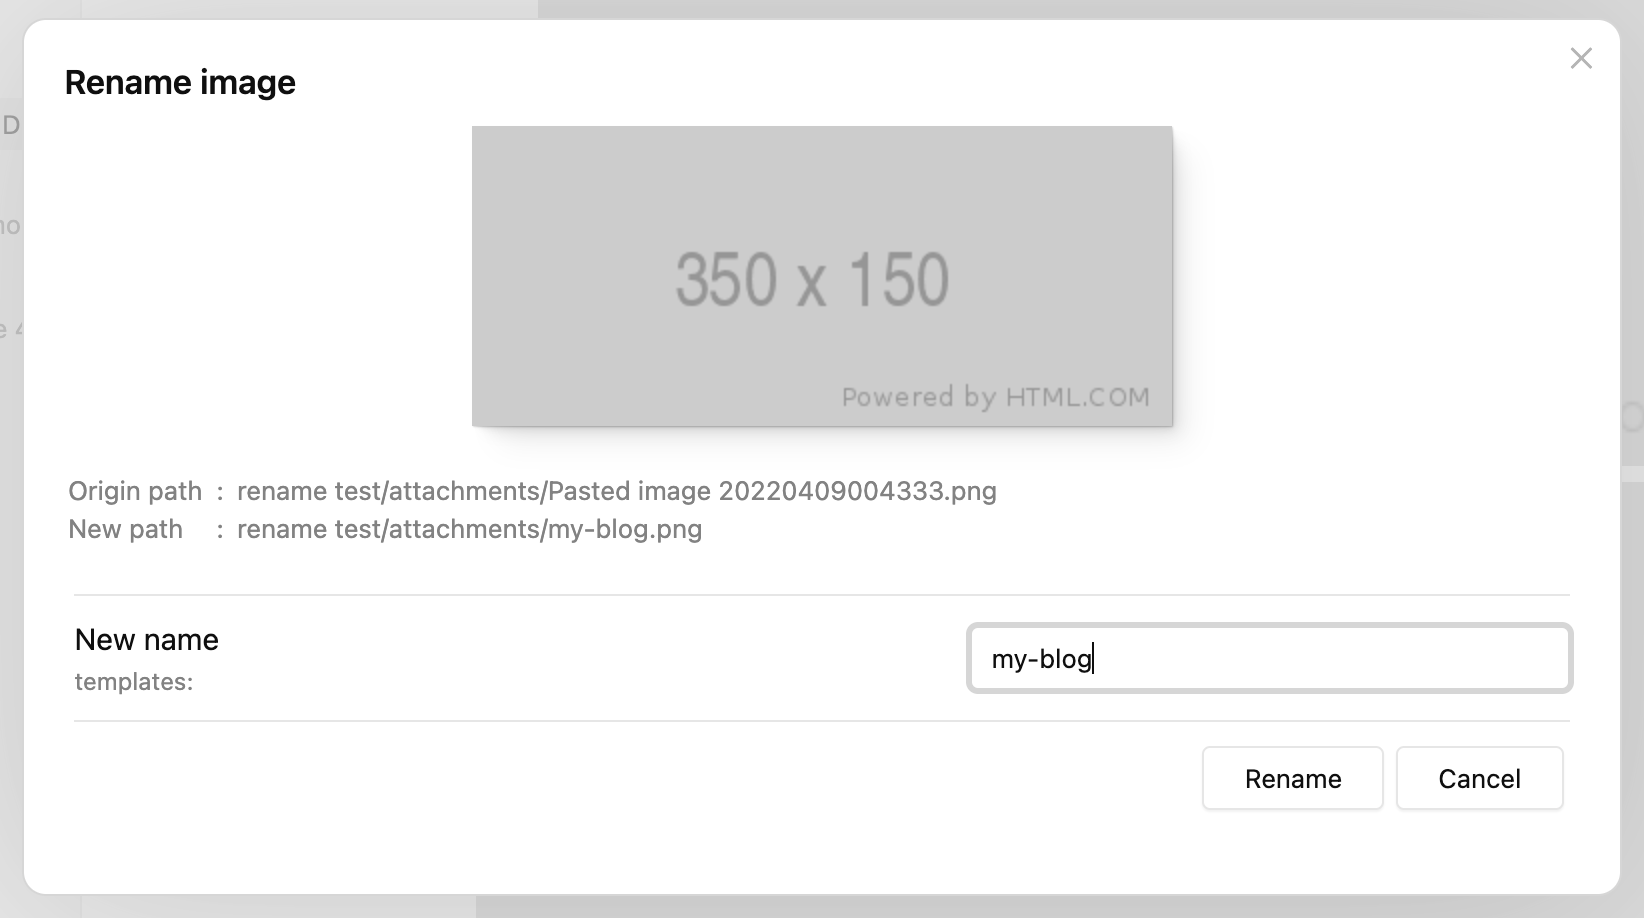 Rename image
350 x 150
Powered by HTML.COM
Origin path : rename test/attachments/Pasted image 20220409004333.png
New path : rename test/attachments/my-blog.png
New name
my-blog
templates:
Rename
Cancel